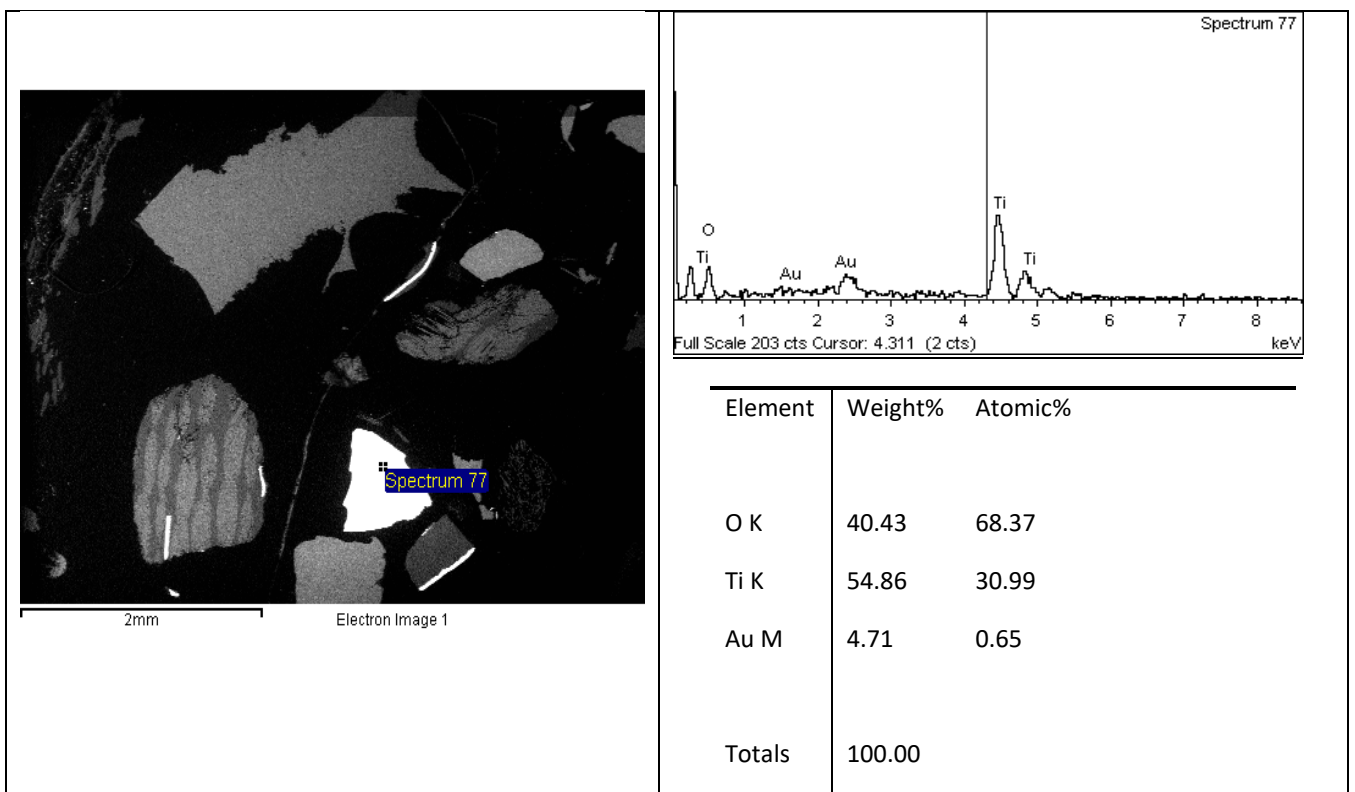 Spectrum 77
2mm
Electron Image 1
Spectrum 77
O
Ti
Au
Au
Ti
Ti
1 2 3 4 5 6 7 8
Full Scale 203 cts Cursor: 4.311 (2 cts)
keV
Element Weight% Atomic%
O K 40.43 68.37
Ti K 54.86 30.99
Au M 4.71 0.65
Totals 100.00